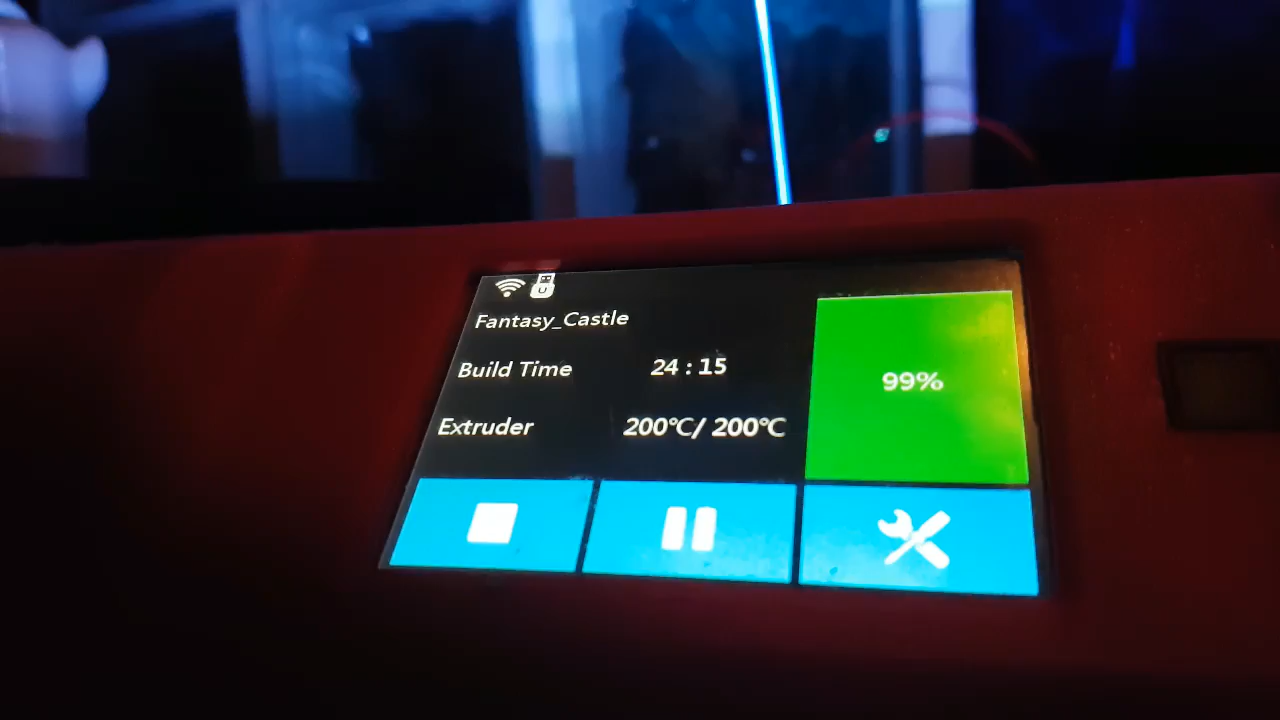 Fantasy_Castle
Build Time 24 : 15
99%
Extruder 200℃/ 200℃